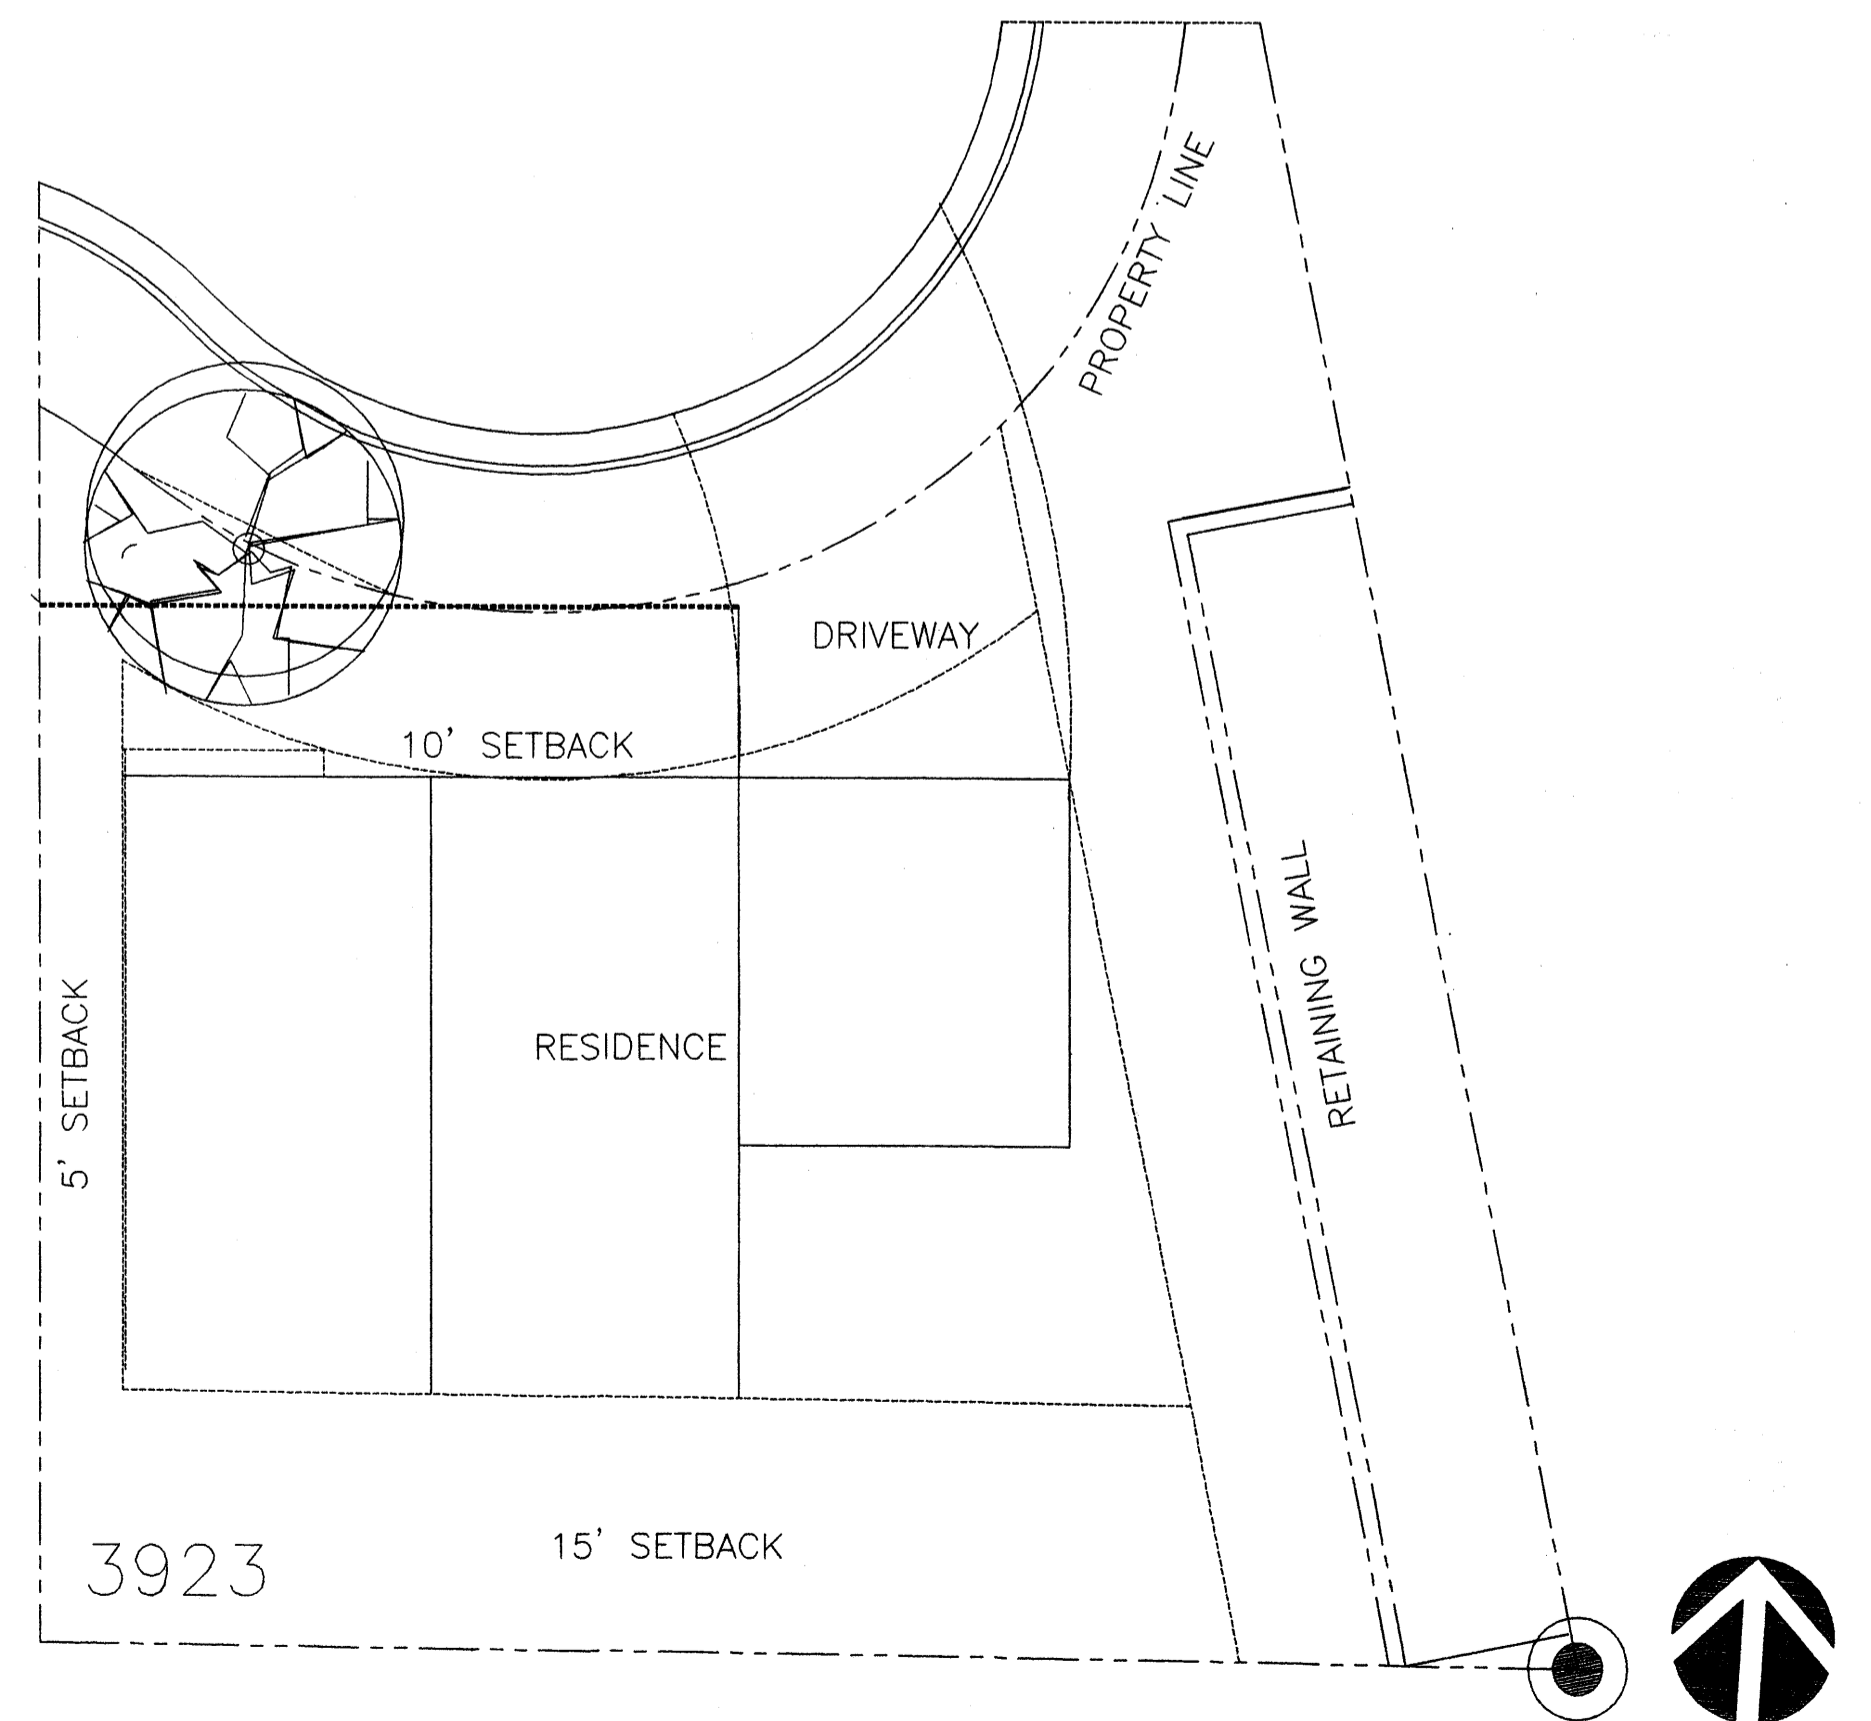 PROPERTY LINE
DRIVEWAY
10' SETBACK
RETAINING WALL
RESIDENCE
5' SETBACK
15' SETBACK
3923